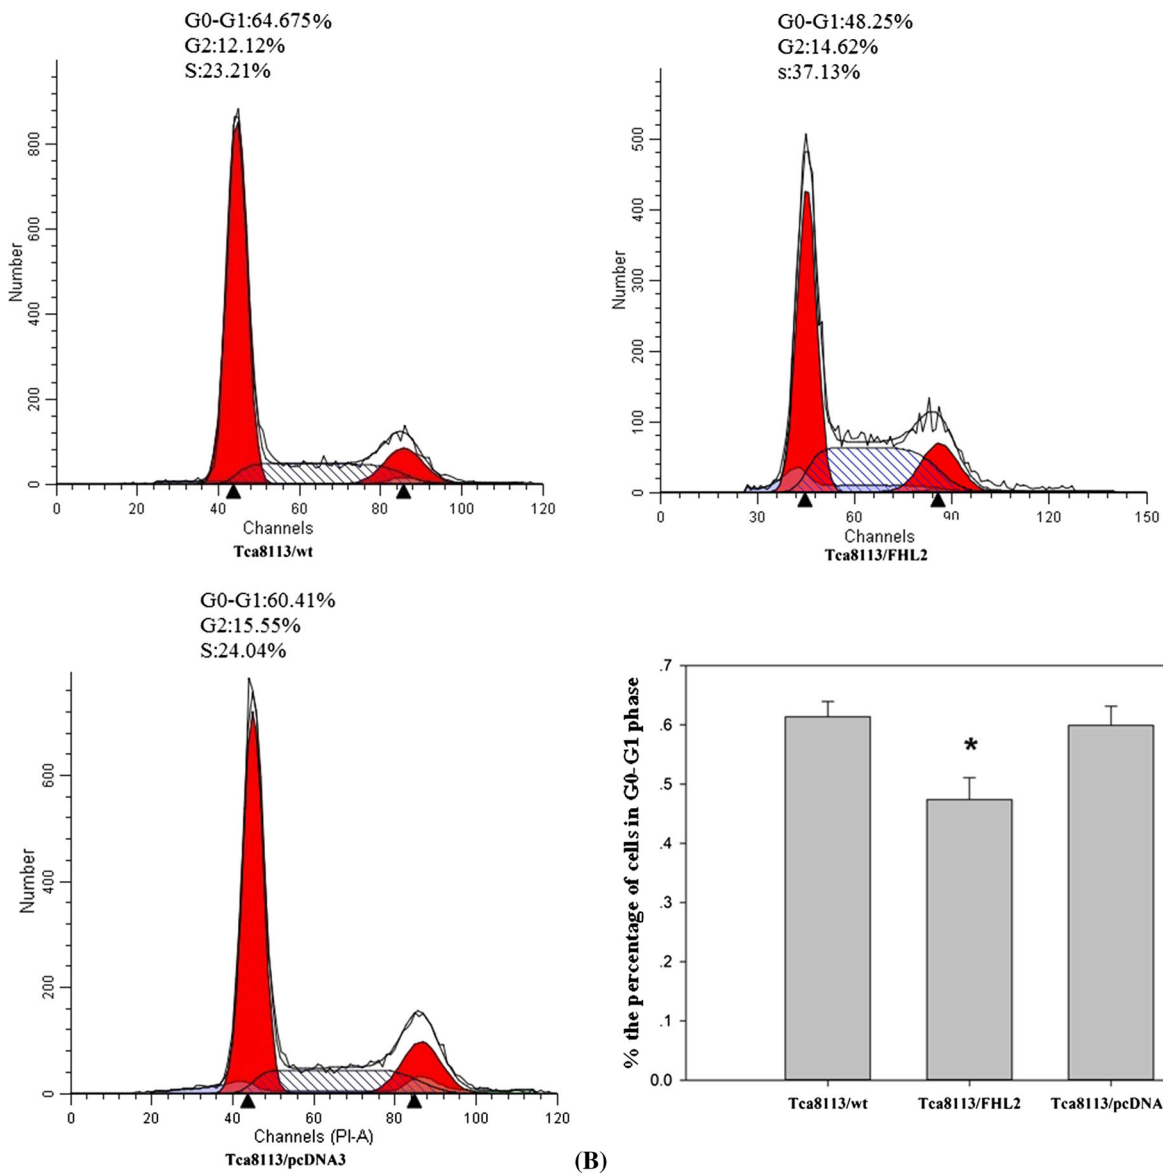 G0-G1:64.675%
G2:12.12%
S:23.21%
Number
800
600
400
200
0
0 20 40 60 80 100 120
Channels
Tca8113/wt
G0-G1:48.25%
G2:14.62%
s:37.13%
Number
500
400
300
200
100
0
0 30 60 90 120 150
Channels
Tca8113/FHL2
G0-G1:60.41%
G2:15.55%
S:24.04%
Number
600
400
200
0
0 20 40 60 80 100 120
Channels (PI-A)
Tca8113/pcDNA3
% the percentage of cells in G0-G1 phase
.7
.6
.5
.4
.3
.2
.1
0.0
*
Tca8113/wt Tca8113/FHL2 Tca8113/pcDNA
(B)